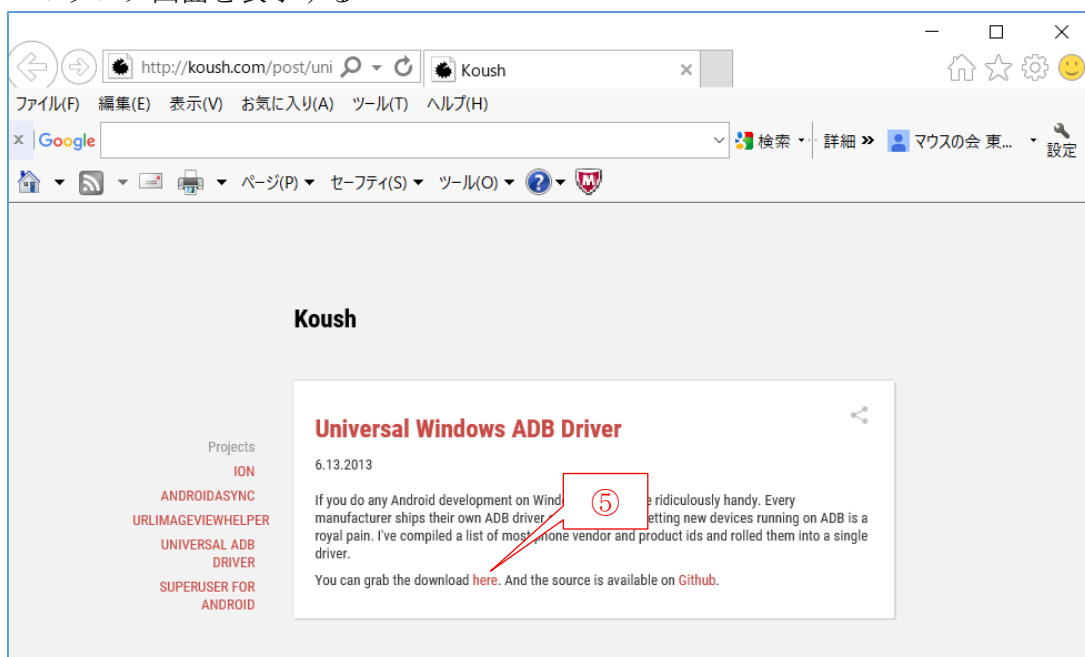 http://koush.com/post/uni
Koush
ファイル(F) 編集(E) 表示(V) お気に入り(A) ツール(T) ヘルプ(H)
x Google 検索 詳細 » マウスの会 東... 設定
ページ(P) セーフティ(S) ツール(O)
Koush
Universal Windows ADB Driver
6.13.2013
If you do any Android development on Wind ⑤ e ridiculously handy. Every
manufacturer ships their own ADB driver etting new devices running on ADB is a
royal pain. I've compiled a list of most phone vendor and product ids and rolled them into a single
driver.
You can grab the download here. And the source is available on Github.
Projects
ION
ANDROIDASYNC
URLIMAGEVIEWHELPER
UNIVERSAL ADB
DRIVER
SUPERUSER FOR
ANDROID